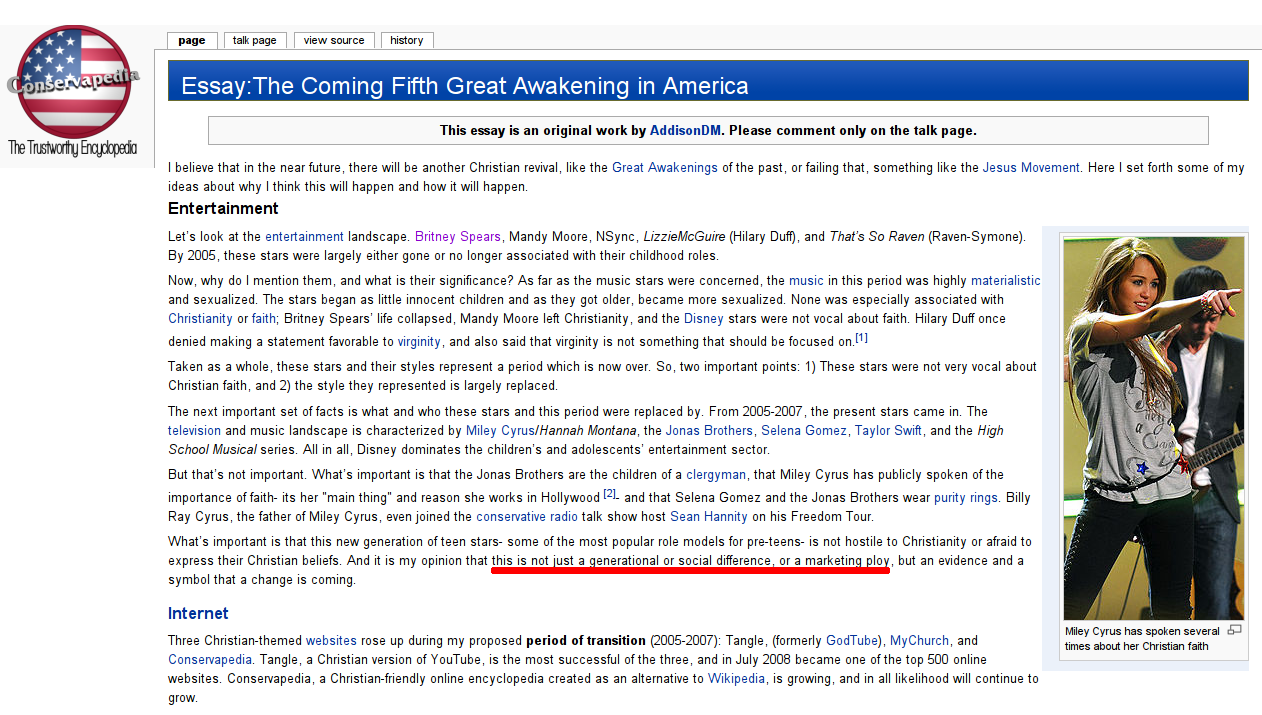 Conservapedia
The Trustworthy Encyclopedia
page
talk page
view source
history
Essay:The Coming Fifth Great Awakening in America
This essay is an original work by AddisonDM. Please comment only on the talk page.
I believe that in the near future, there will be another Christian revival, like the Great Awakenings of the past, or failing that, something like the Jesus Movement. Here I set forth some of my
ideas about why I think this will happen and how it will happen.
Entertainment
Let's look at the entertainment landscape. Britney Spears, Mandy Moore, NSync, LizzieMcGuire (Hilary Duff), and That's So Raven (Raven-Symone).
By 2005, these stars were largely either gone or no longer associated with their childhood roles.
Now, why do I mention them, and what is their significance? As far as the music stars were concerned, the music in this period was highly materialistic
and sexualized. The stars began as little innocent children and as they got older, became more sexualized. None was especially associated with
Christianity or faith; Britney Spears' life collapsed, Mandy Moore left Christianity, and the Disney stars were not vocal about faith. Hilary Duff once
denied making a statement favorable to virginity, and also said that virginity is not something that should be focused on.[1]
Taken as a whole, these stars and their styles represent a period which is now over. So, two important points: 1) These stars were not very vocal about
Christian faith, and 2) the style they represented is largely replaced.
The next important set of facts is what and who these stars and this period were replaced by. From 2005-2007, the present stars came in. The
television and music landscape is characterized by Miley Cyrus/Hannah Montana, the Jonas Brothers, Selena Gomez, Taylor Swift, and the High
School Musical series. All in all, Disney dominates the children's and adolescents' entertainment sector.
But that's not important. What's important is that the Jonas Brothers are the children of a clergyman, that Miley Cyrus has publicly spoken of the
importance of faith- its her "main thing" and reason she works in Hollywood [2]- and that Selena Gomez and the Jonas Brothers wear purity rings. Billy
Ray Cyrus, the father of Miley Cyrus, even joined the conservative radio talk show host Sean Hannity on his Freedom Tour.
What's important is that this new generation of teen stars- some of the most popular role models for pre-teens- is not hostile to Christianity or afraid to
express their Christian beliefs. And it is my opinion that this is not just a generational or social difference, or a marketing ploy, but an evidence and a
symbol that a change is coming.
Miley Cyrus has spoken several
times about her Christian faith
Internet
Three Christian-themed websites rose up during my proposed period of transition (2005-2007): Tangle, (formerly GodTube), MyChurch, and
Conservapedia. Tangle, a Christian version of YouTube, is the most successful of the three, and in July 2008 became one of the top 500 online
websites. Conservapedia, a Christian-friendly online encyclopedia created as an alternative to Wikipedia, is growing, and in all likelihood will continue to
grow.